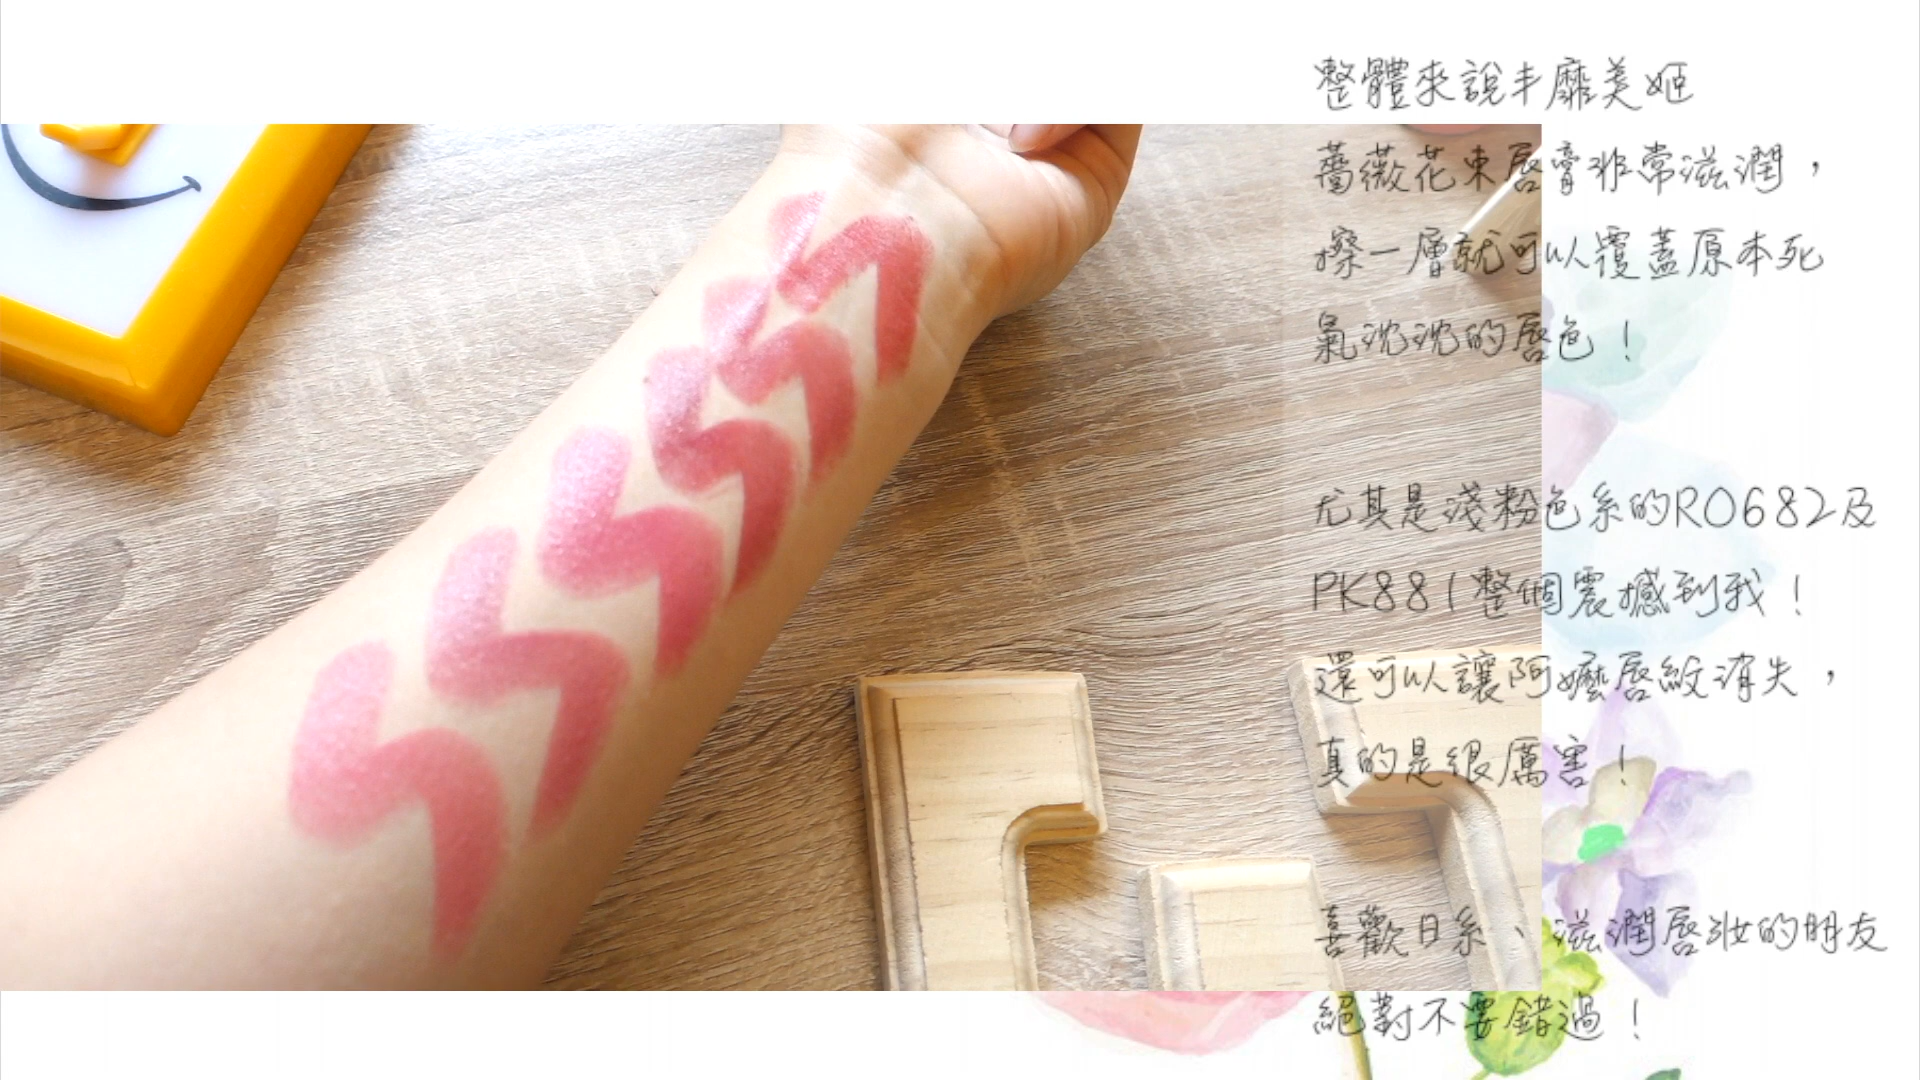 整體來說丰靡美姬
薔薇花束唇膏非常滋潤，
擦一層就可以覆蓋原本死
氣沈沈的唇色！
尤其是淺粉色系的RO682及
PK881整個震撼到我！
還可以讓阿嬤唇紋消失，
真的是很厲害！
喜歡日系、滋潤唇妝的朋友
絕對不要錯過！